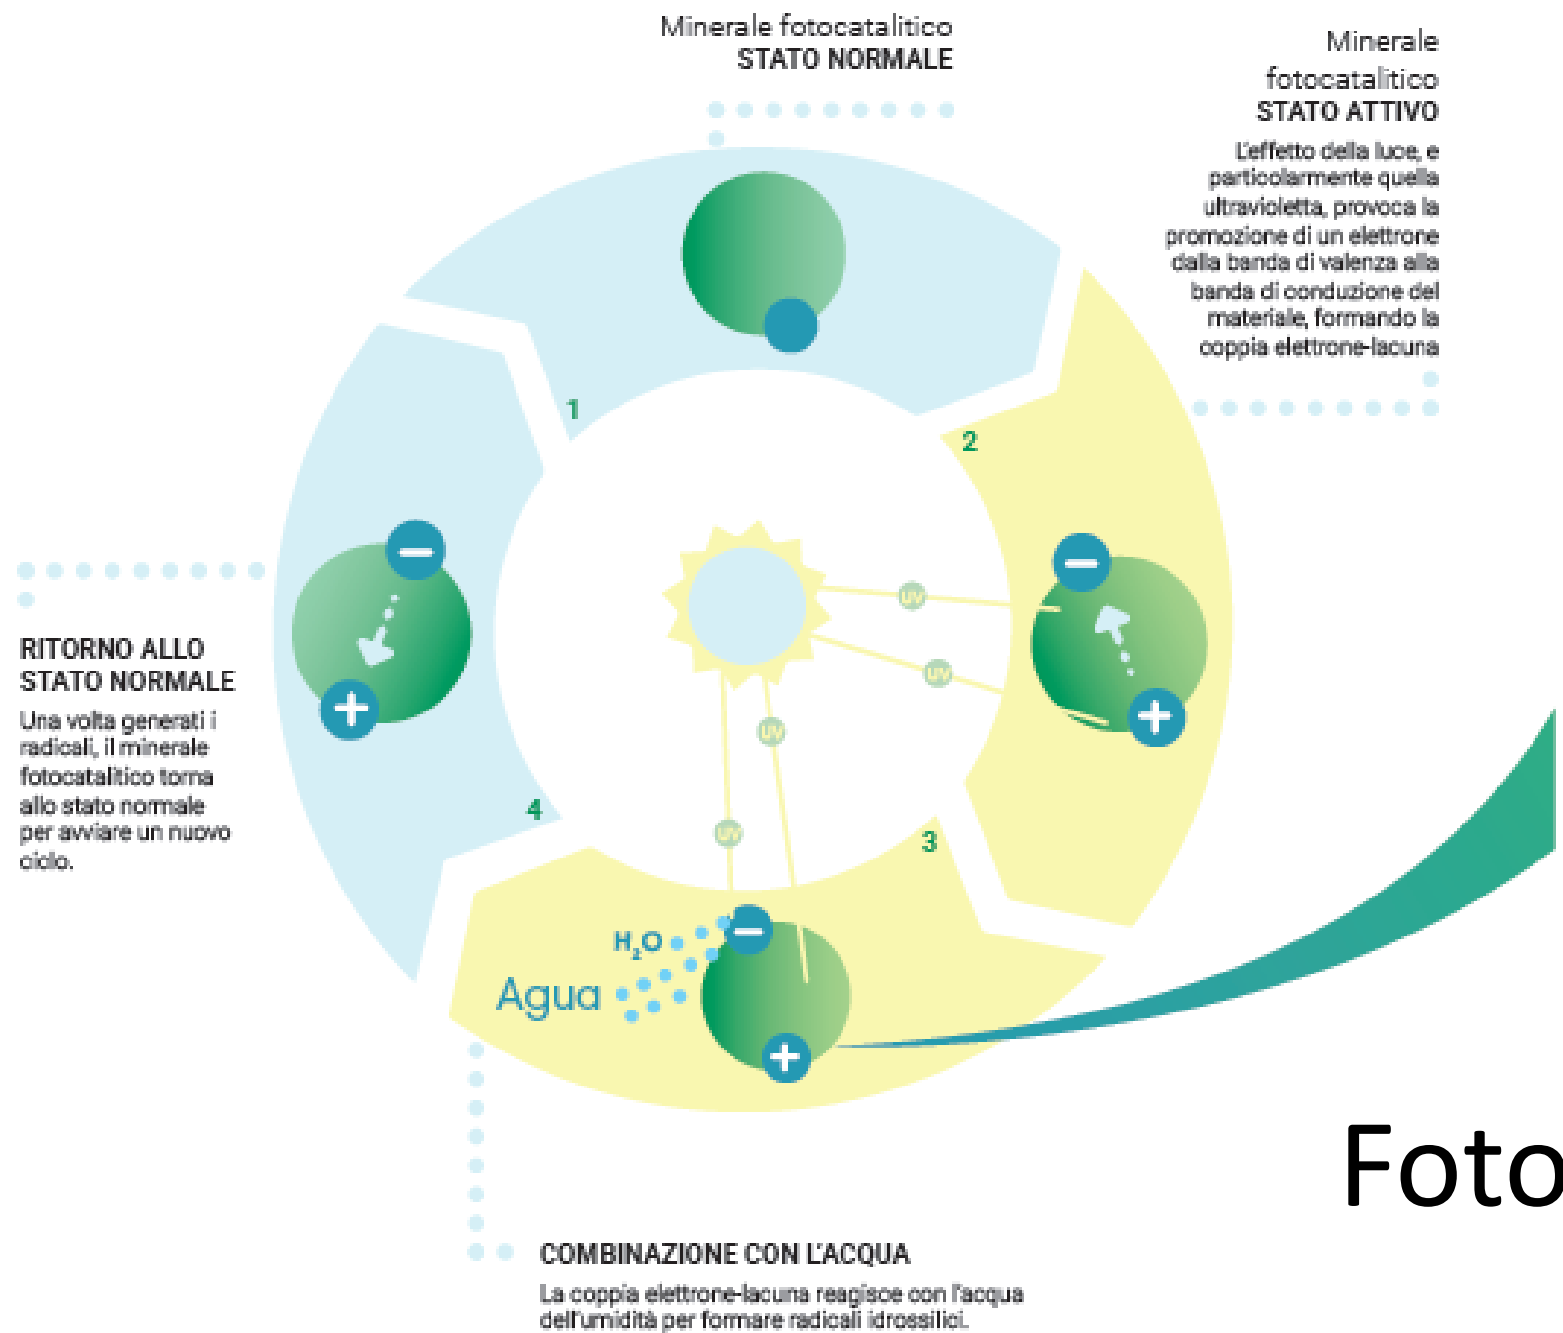 Minerale fotocatalitico
STATO NORMALE
Minerale
fotocatalitico
STATO ATTIVO
L'effetto della luce, e
particolarmente quella
ultravioletta, provoca la
promozione di un elettrone
dalla banda di valenza alla
banda di conduzione del
materiale, formando la
coppia elettrone-lacuna
1
2
UV
UV
UV
UV
RITORNO ALLO
STATO NORMALE
Una volta generati i
radicali, il minerale
fotocatalitico torna
allo stato normale
per avviare un nuovo
ciclo.
4
3
H₂O
Agua
Foto
COMBINAZIONE CON L'ACQUA
La coppia elettrone-lacuna reagisce con l'acqua
dell'umidità per formare radicali idrossilici.